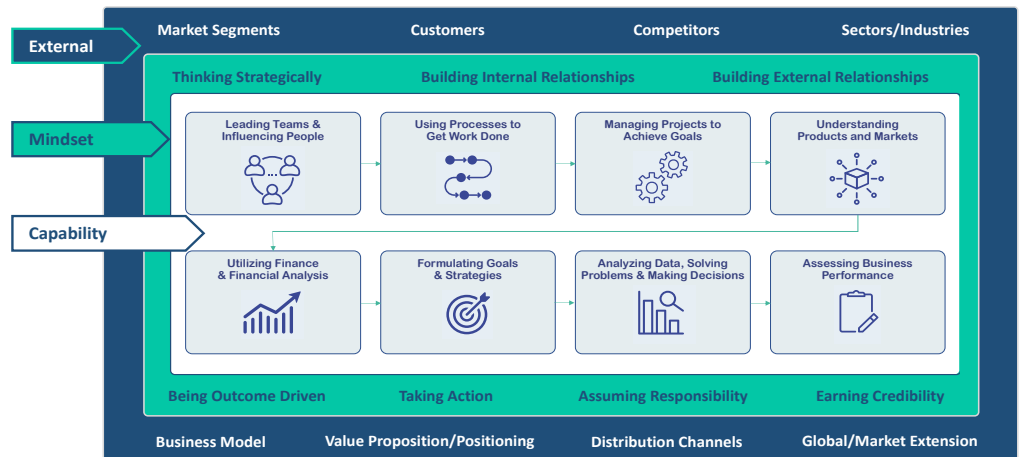 Market Segments
Customers
Competitors
Sectors/Industries
External
Thinking Strategically
Building Internal Relationships
Building External Relationships
Mindset
Leading Teams &
Influencing People
Using Processes to
Get Work Done
Managing Projects to
Achieve Goals
Understanding
Products and Markets
Capability
Utilizing Finance
& Financial Analysis
Formulating Goals
& Strategies
Analyzing Data, Solving
Problems & Making Decisions
Assessing Business
Performance
Being Outcome Driven
Taking Action
Assuming Responsibility
Earning Credibility
Business Model
Value Proposition/Positioning
Distribution Channels
Global/Market Extension